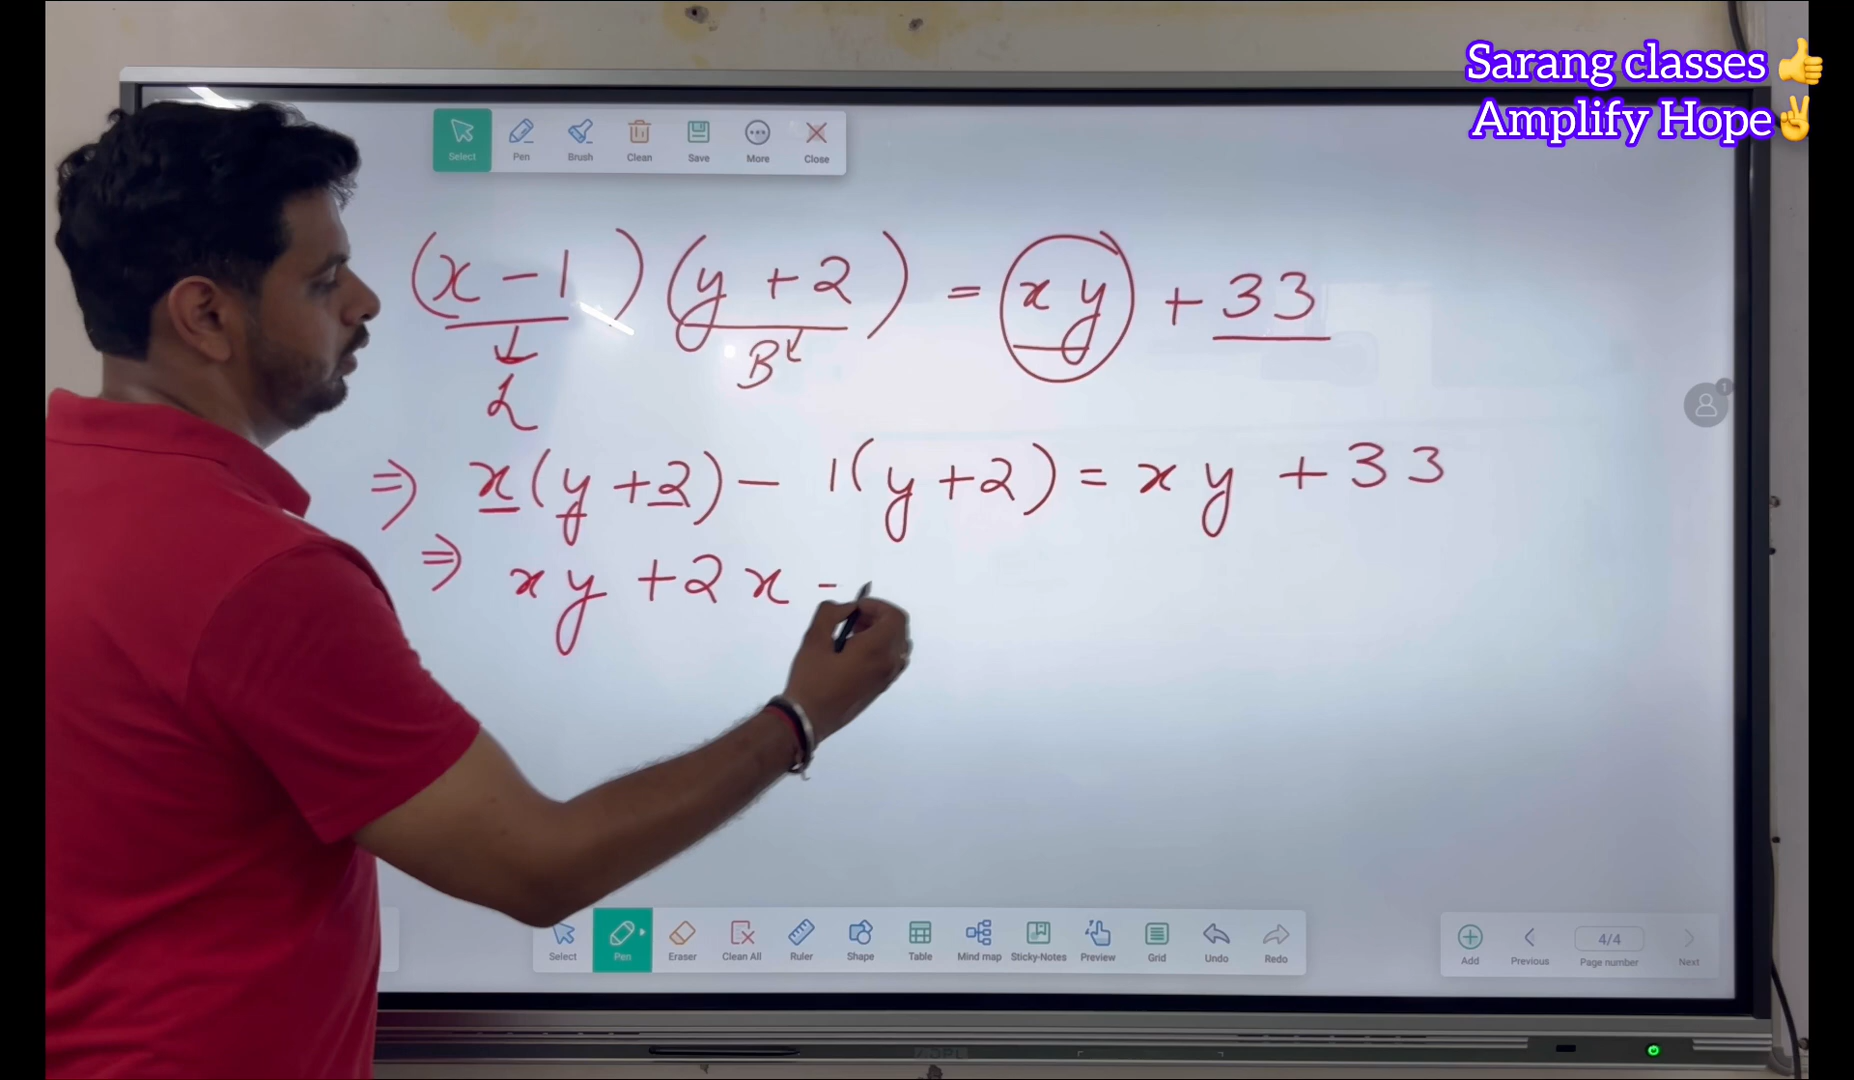 Sarang classes 👍
Amplify Hope✌
Select Pen Brush Clean Save More Close
(x - 1) (y + 2) = xy + 33
L B
1
⇒ x(y + 2) - 1(y + 2) = xy + 33
⇒ xy + 2x -
Select Pen Eraser Clean All Ruler Shape Table Mind map Sticky-Notes Preview Grid Undo Redo
4/4
Add Previous Page number Next